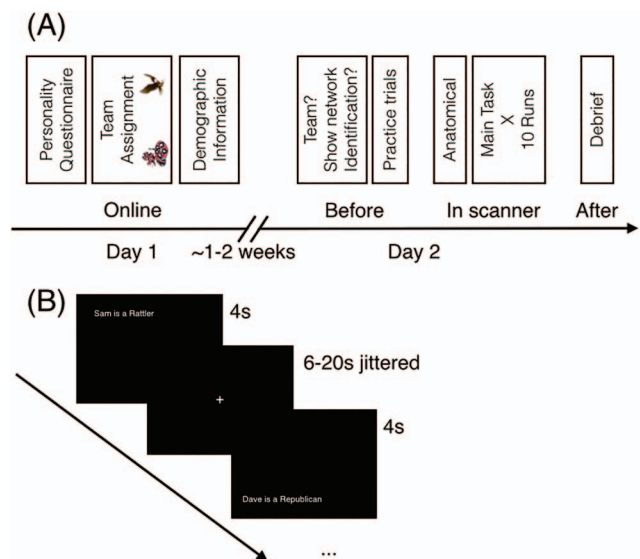 (A)
Personality
Questionnaire
Team
Assignment
Demographic
Information
Team?
Show network
Identification?
Practice trials
Anatomical
Main Task
X
10 Runs
Debrief
Online
Before
In scanner
After
Day 1
~1-2 weeks
Day 2
(B)
Sam is a Rattler
4s
6-20s jittered
+
4s
Dave is a Republican
...